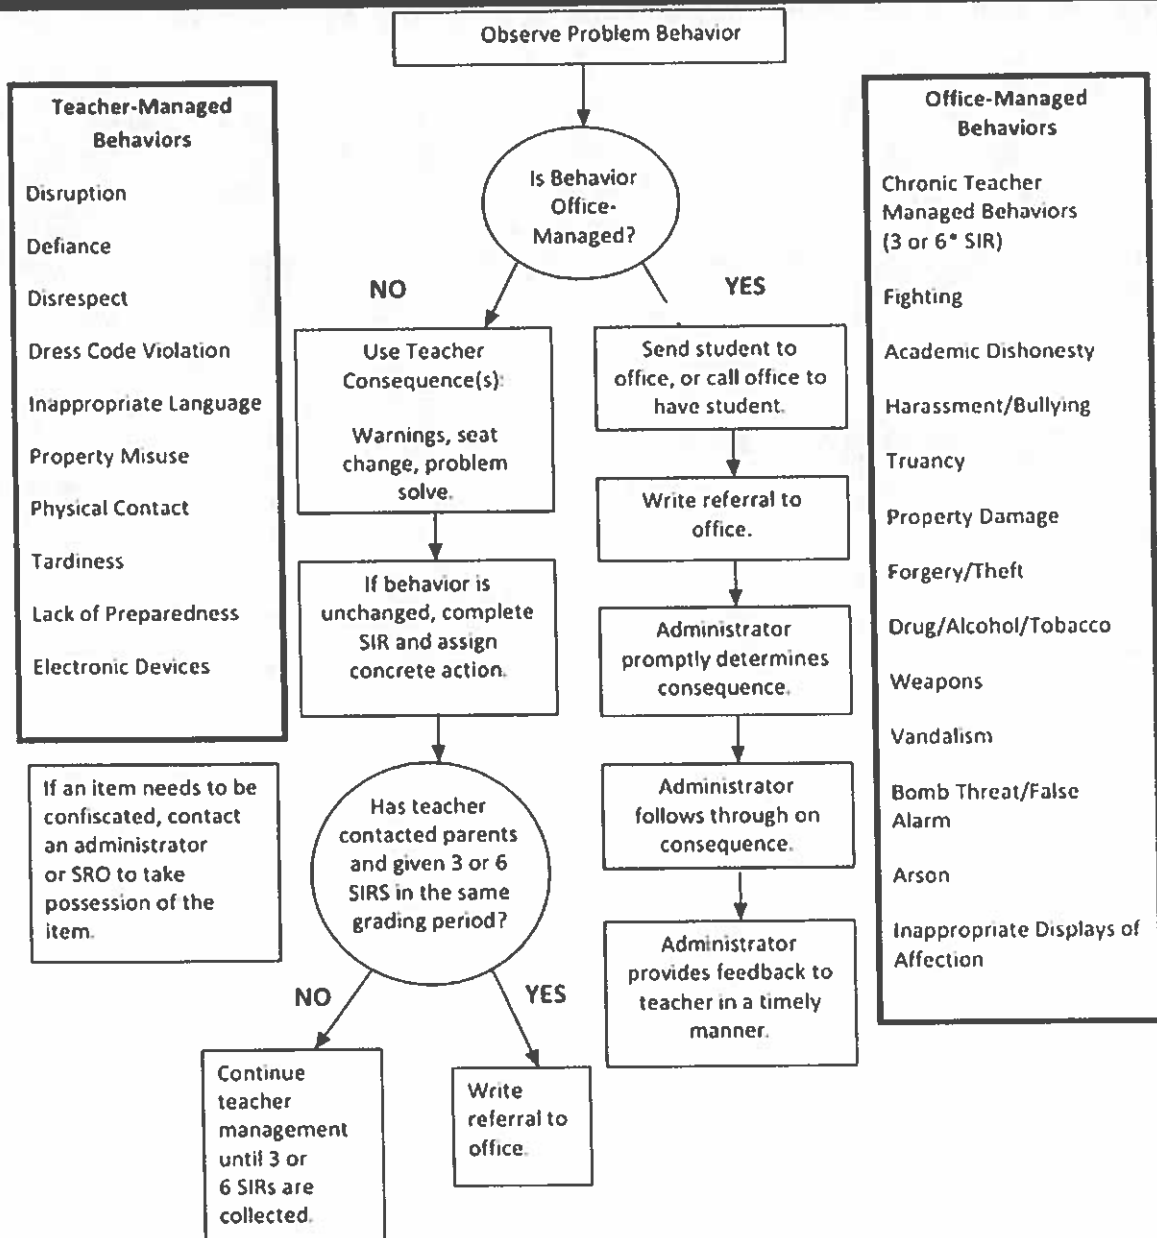 Observe Problem Behavior
Teacher-Managed
Behaviors
Disruption
Defiance
Disrespect
Dress Code Violation
Inappropriate Language
Property Misuse
Physical Contact
Tardiness
Lack of Preparedness
Electronic Devices
If an item needs to be
confiscated, contact
an administrator
or SRO to take
possession of the
item.
Is Behavior
Office-
Managed?
NO
YES
Use Teacher
Consequence(s):
Warnings, seat
change, problem
solve.
If behavior is
unchanged, complete
SIR and assign
concrete action.
Has teacher
contacted parents
and given 3 or 6
SIRS in the same
grading period?
NO
YES
Continue
teacher
management
until 3 or
6 SIRs are
collected.
Write
referral to
office.
Send student to
office, or call office to
have student.
Write referral to
office.
Administrator
promptly determines
consequence.
Administrator
follows through on
consequence.
Administrator
provides feedback to
teacher in a timely
manner.
Office-Managed
Behaviors
Chronic Teacher
Managed Behaviors
(3 or 6* SIR)
Fighting
Academic Dishonesty
Harassment/Bullying
Truancy
Property Damage
Forgery/Theft
Drug/Alcohol/Tobacco
Weapons
Vandalism
Bomb Threat/False
Alarm
Arson
Inappropriate Displays of
Affection